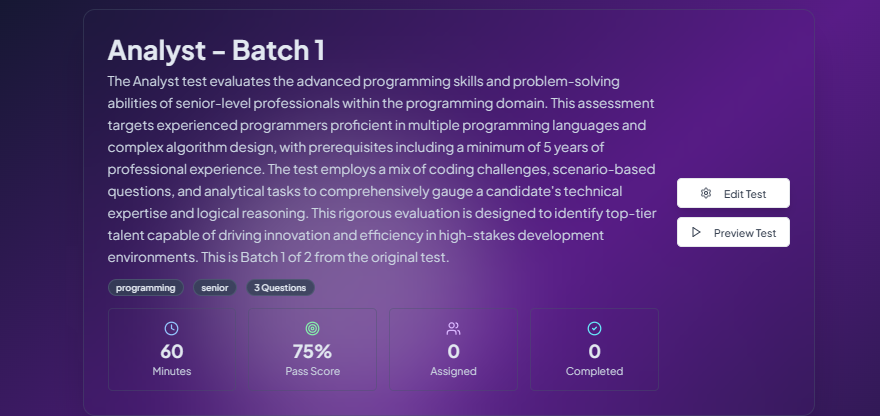 Analyst - Batch 1
The Analyst test evaluates the advanced programming skills and problem-solving
abilities of senior-level professionals within the programming domain. This assessment
targets experienced programmers proficient in multiple programming languages and
complex algorithm design, with prerequisites including a minimum of 5 years of
professional experience. The test employs a mix of coding challenges, scenario-based
questions, and analytical tasks to comprehensively gauge a candidate's technical
expertise and logical reasoning. This rigorous evaluation is designed to identify top-tier
talent capable of driving innovation and efficiency in high-stakes development
environments. This is Batch 1 of 2 from the original test.
Edit Test
Preview Test
programming senior 3 Questions
60 75% 0 0
Minutes Pass Score Assigned Completed